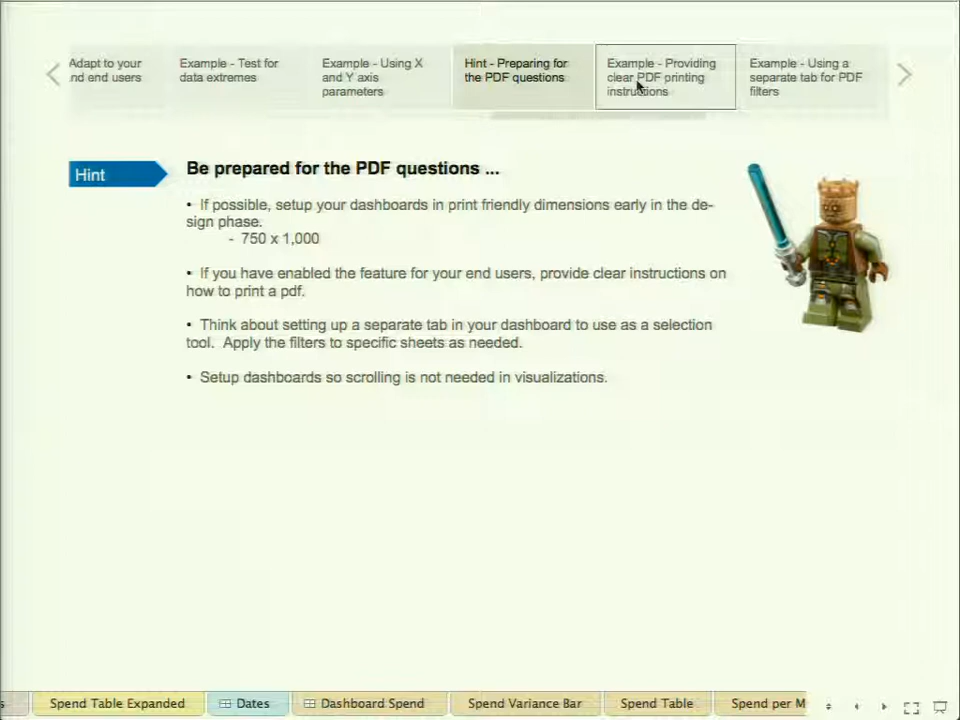 Adapt to your
nd end users
Example - Test for
data extremes
Example - Using X
and Y axis
parameters
Hint - Preparing for
the PDF questions
Example - Providing
clear PDF printing
instructions
Example - Using a
separate tab for PDF
filters
Hint
Be prepared for the PDF questions ...
• If possible, setup your dashboards in print friendly dimensions early in the de-
sign phase.
- 750 x 1,000
• If you have enabled the feature for your end users, provide clear instructions on
how to print a pdf.
• Think about setting up a separate tab in your dashboard to use as a selection
tool. Apply the filters to specific sheets as needed.
• Setup dashboards so scrolling is not needed in visualizations.
s Spend Table Expanded Dates Dashboard Spend Spend Variance Bar Spend Table Spend per M